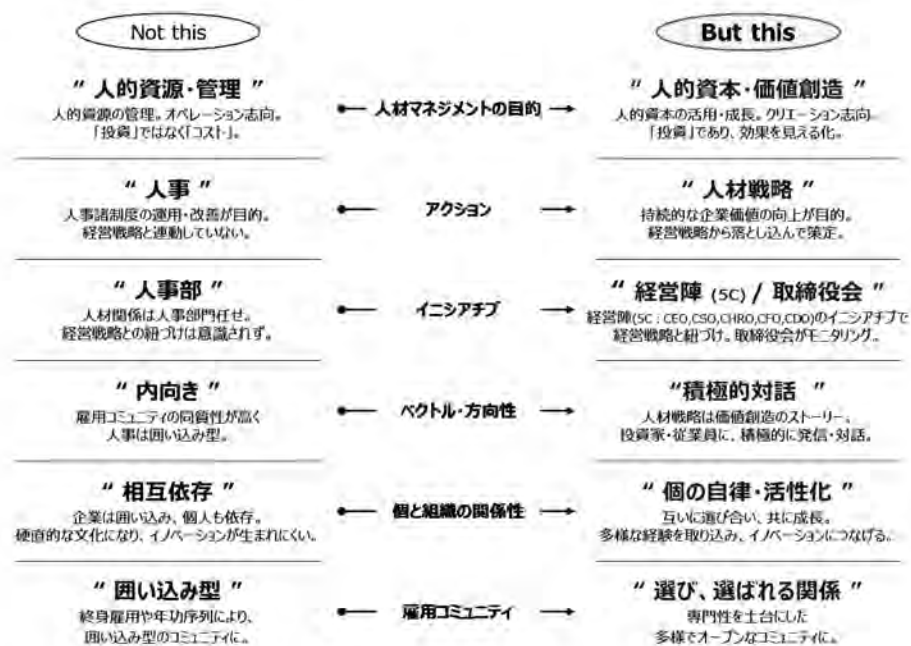 Not this
But this
“ 人的資源・管理 ”
人的資源の管理。オペレーション志向。
「投資」ではなく「コスト」。
人材マネジメントの目的
“ 人的資本・価値創造 ”
人的資本の活用・成長。クリエーション志向。
「投資」であり、効果を見える化。
“ 人事 ”
人事諸制度の運用・改善が目的。
経営戦略と連動していない。
アクション
“ 人材戦略 ”
持続的な企業価値の向上が目的。
経営戦略から落とし込んで策定。
“ 人事部 ”
人材関係は人事部門任せ。
経営戦略との紐づけは意識されず。
イニシアチブ
“ 経営陣 (5C) / 取締役会 ”
経営陣(5C：CEO,CSO,CHRO,CFO,CDO)のイニシアチブで
経営戦略と紐づけ。取締役会がモニタリング。
“ 内向き ”
雇用コミュニティの同質性が高く
人事は囲い込み型。
ベクトル・方向性
“積極的対話 ”
人材戦略は価値創造のストーリー。
投資家・従業員に、積極的に発信・対話。
“ 相互依存 ”
企業は囲い込み、個人も依存。
硬直的な文化になり、イノベーションが生まれにくい。
個と組織の関係性
“ 個の自律・活性化 ”
互いに選び合い、共に成長。
多様な経験を取り込み、イノベーションにつなげる。
“ 囲い込み型 ”
終身雇用や年功序列により、
囲い込み型のコミュニティに。
雇用コミュニティ
“ 選び、選ばれる関係 ”
専門性を土台にした
多様でオープンなコミュニティに。